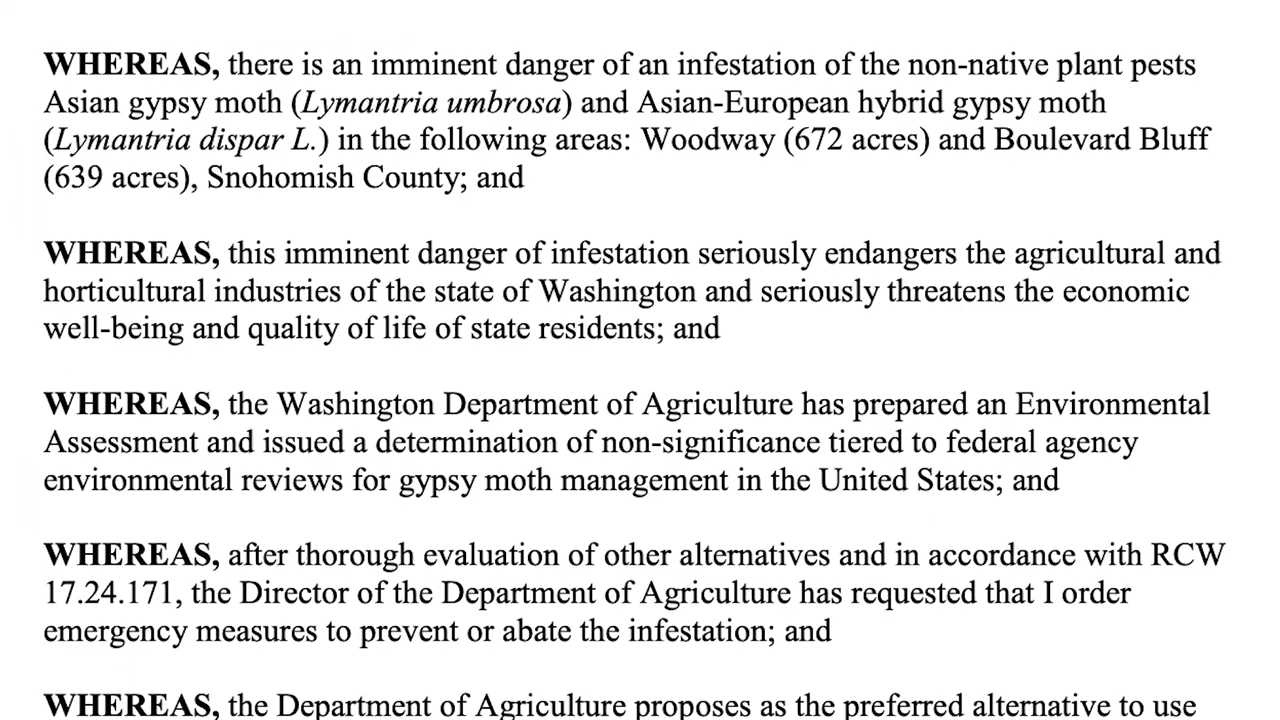 WHEREAS, there is an imminent danger of an infestation of the non-native plant pests
Asian gypsy moth (Lymantria umbrosa) and Asian-European hybrid gypsy moth
(Lymantria dispar L.) in the following areas: Woodway (672 acres) and Boulevard Bluff
(639 acres), Snohomish County; and
WHEREAS, this imminent danger of infestation seriously endangers the agricultural and
horticultural industries of the state of Washington and seriously threatens the economic
well-being and quality of life of state residents; and
WHEREAS, the Washington Department of Agriculture has prepared an Environmental
Assessment and issued a determination of non-significance tiered to federal agency
environmental reviews for gypsy moth management in the United States; and
WHEREAS, after thorough evaluation of other alternatives and in accordance with RCW
17.24.171, the Director of the Department of Agriculture has requested that I order
emergency measures to prevent or abate the infestation; and
WHEREAS, the Department of Agriculture proposes as the preferred alternative to use